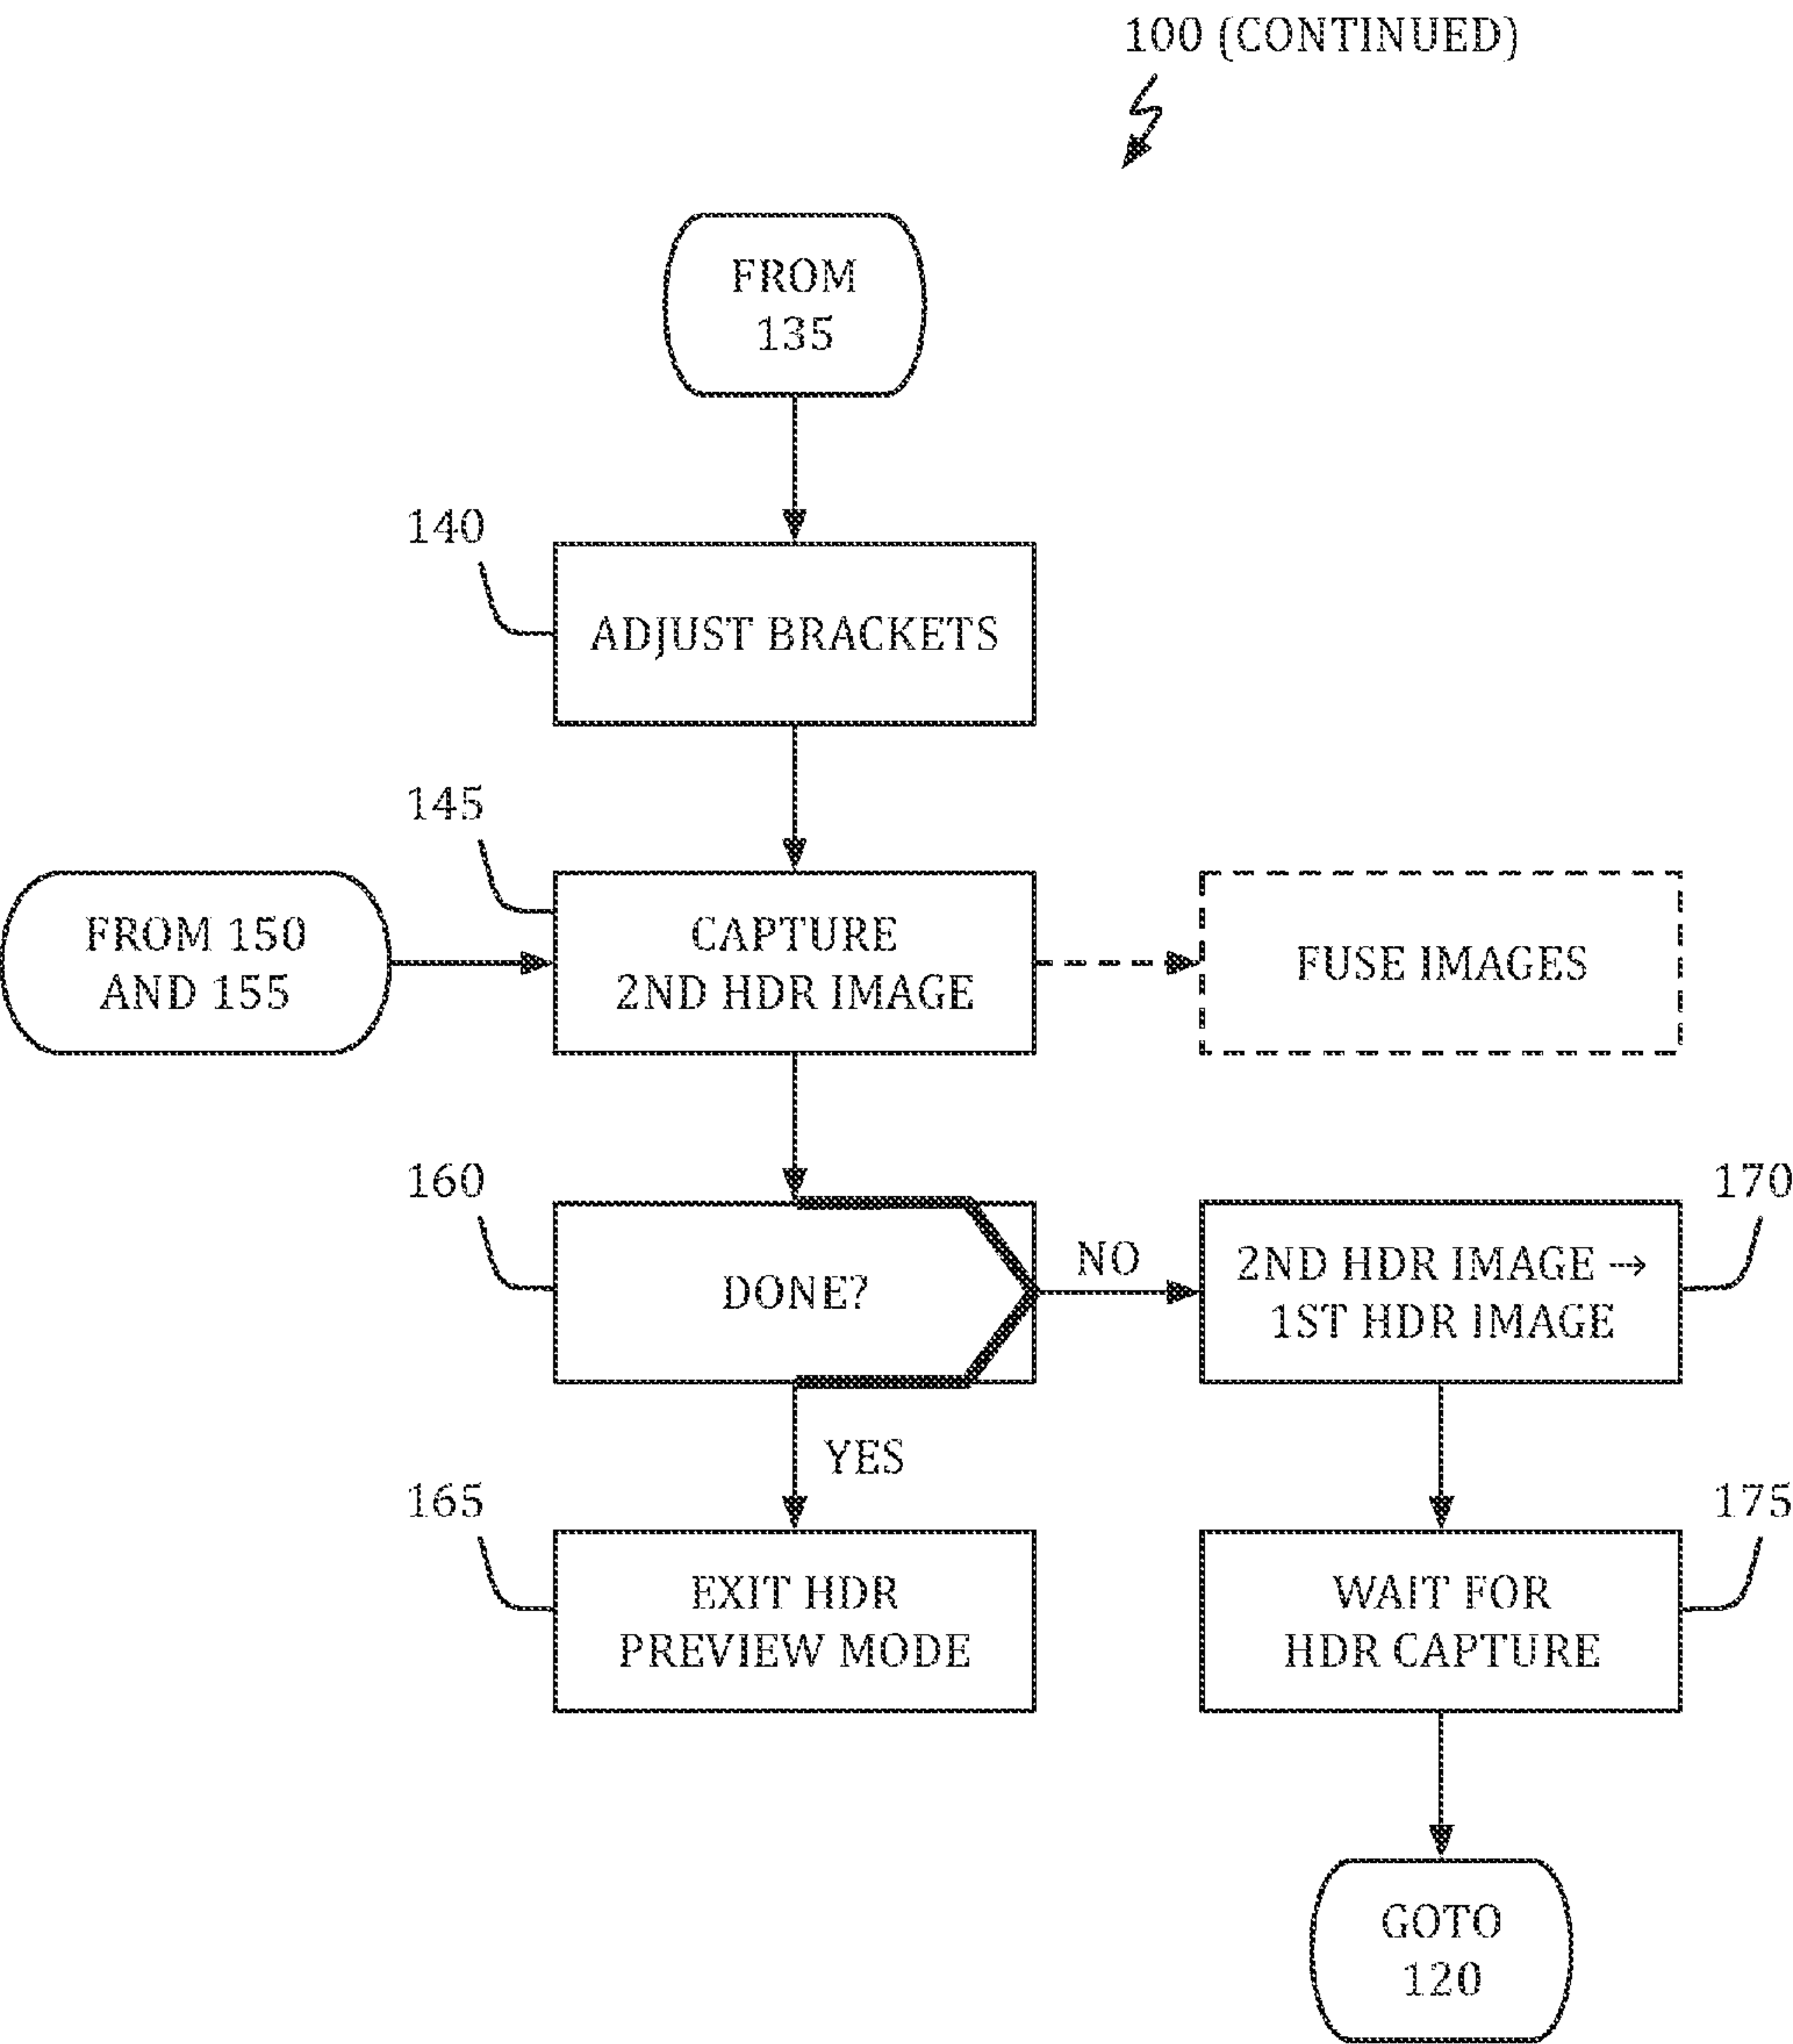 100 (CONTINUED)
FROM
135
140
ADJUST BRACKETS
145
FROM 150
AND 155
CAPTURE
2ND HDR IMAGE
FUSE IMAGES
160
DONE?
NO
170
2ND HDR IMAGE →
1ST HDR IMAGE
YES
165
EXIT HDR
PREVIEW MODE
175
WAIT FOR
HDR CAPTURE
GOTO
120